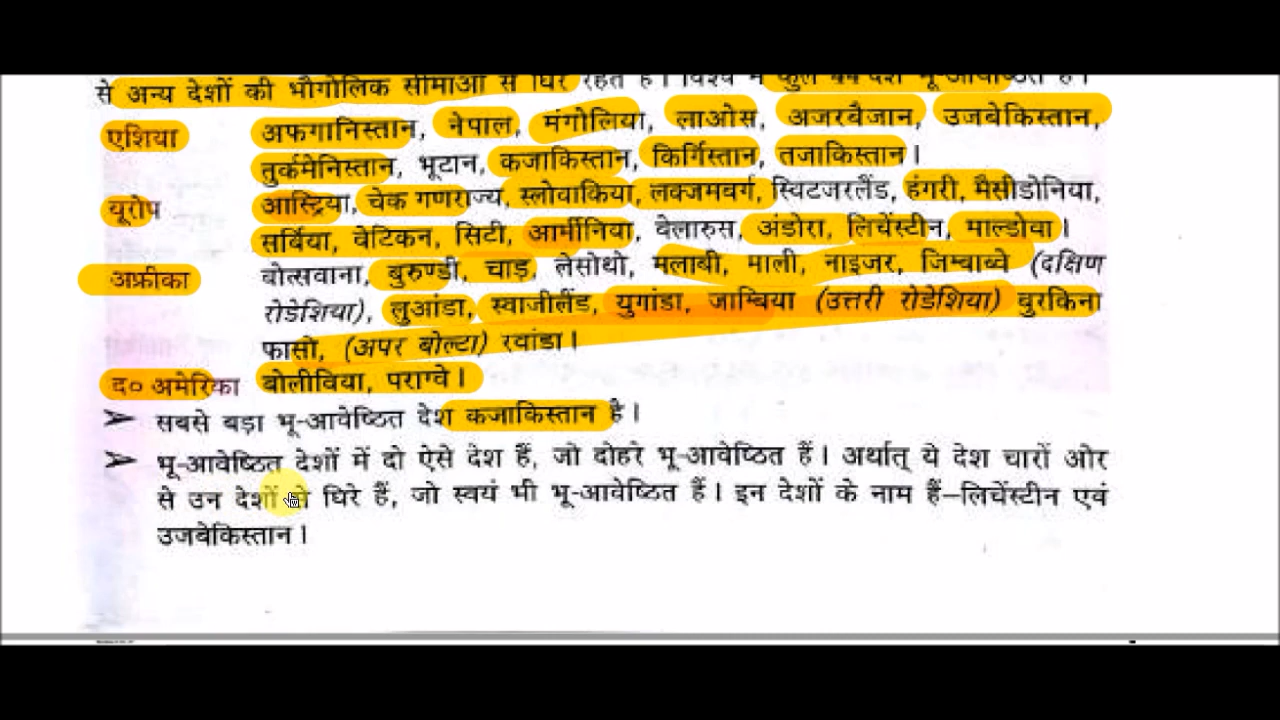 से अन्य देशों की भौगोलिक सीमाओं से घिरे रहते हैं। विश्व में कुल देश भू-आवेष्ठित हैं।
एशिया अफगानिस्तान, नेपाल, मंगोलिया, लाओस, अजरबैजान, उजबेकिस्तान,
तुर्कमेनिस्तान, भूटान, कजाकिस्तान, किर्गिस्तान, तजाकिस्तान।
यूरोप आस्ट्रिया, चेक गणराज्य, स्लोवाकिया, लक्जमवर्ग, स्विटजरलैंड, हंगरी, मैसीडोनिया,
सर्बिया, वेटिकन, सिटी, आर्मीनिया, वेलारुस, अंडोरा, लिचेंस्टीन, माल्डोवा।
अफ्रीका बोत्सवाना, बुरुण्डी, चाड़, लेसोथो, मलाबी, माली, नाइजर, जिम्बाव्वे (दक्षिण
रोडेशिया), लुआंडा, स्वाजीलैंड, युगांडा, जाम्बिया (उत्तरी रोडेशिया) बुरकिना
फासो, (अपर बोल्टा) रवांडा।
द० अमेरिका बोलीविया, पराग्वे।
➢ सबसे बड़ा भू-आवेष्ठित देश कजाकिस्तान है।
➢ भू-आवेष्ठित देशों में दो ऐसे देश हैं, जो दोहरे भू-आवेष्ठित हैं। अर्थात् ये देश चारों ओर
से उन देशों से घिरे हैं, जो स्वयं भी भू-आवेष्ठित हैं। इन देशों के नाम हैं–लिचेंस्टीन एवं
उजबेकिस्तान।